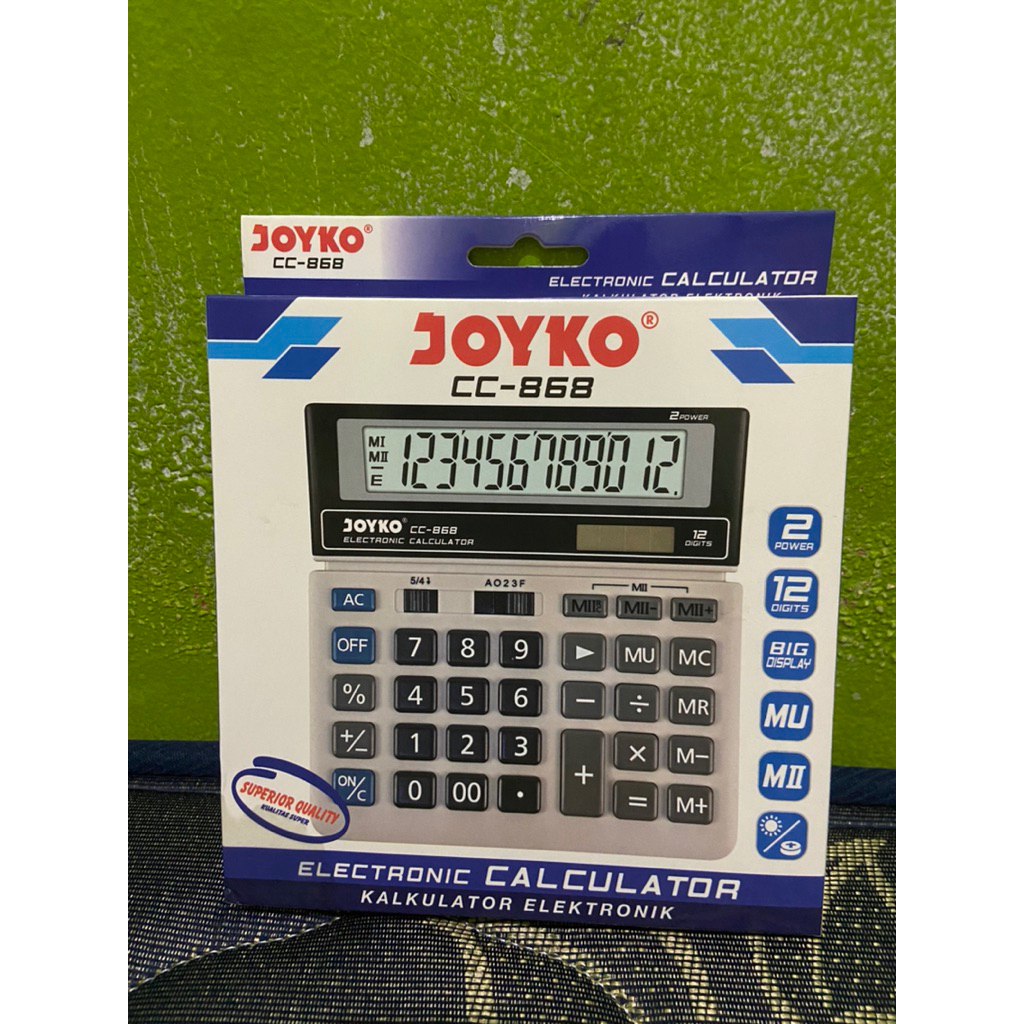 JOYKO®
CC-868
ELECTRONIC CALCULATOR
KALKULATOR ELEKTRONIK
JOYKO®
CC-868
2 POWER
MI
MII
–
E
123456789012.
JOYKO® CC-868
ELECTRONIC CALCULATOR
12
DIGITS
5/4
A023F
MII
AC
MII–
MII+
OFF
7
8
9
►
MU
MC
%
4
5
6
−
÷
MR
+/−
1
2
3
+
×
M−
ON/C
0
00
.
=
M+
2
POWER
12
DIGITS
BIG
DISPLAY
MU
MII
SUPERIOR QUALITY
KUALITAS SUPER
ELECTRONIC CALCULATOR
KALKULATOR ELEKTRONIK